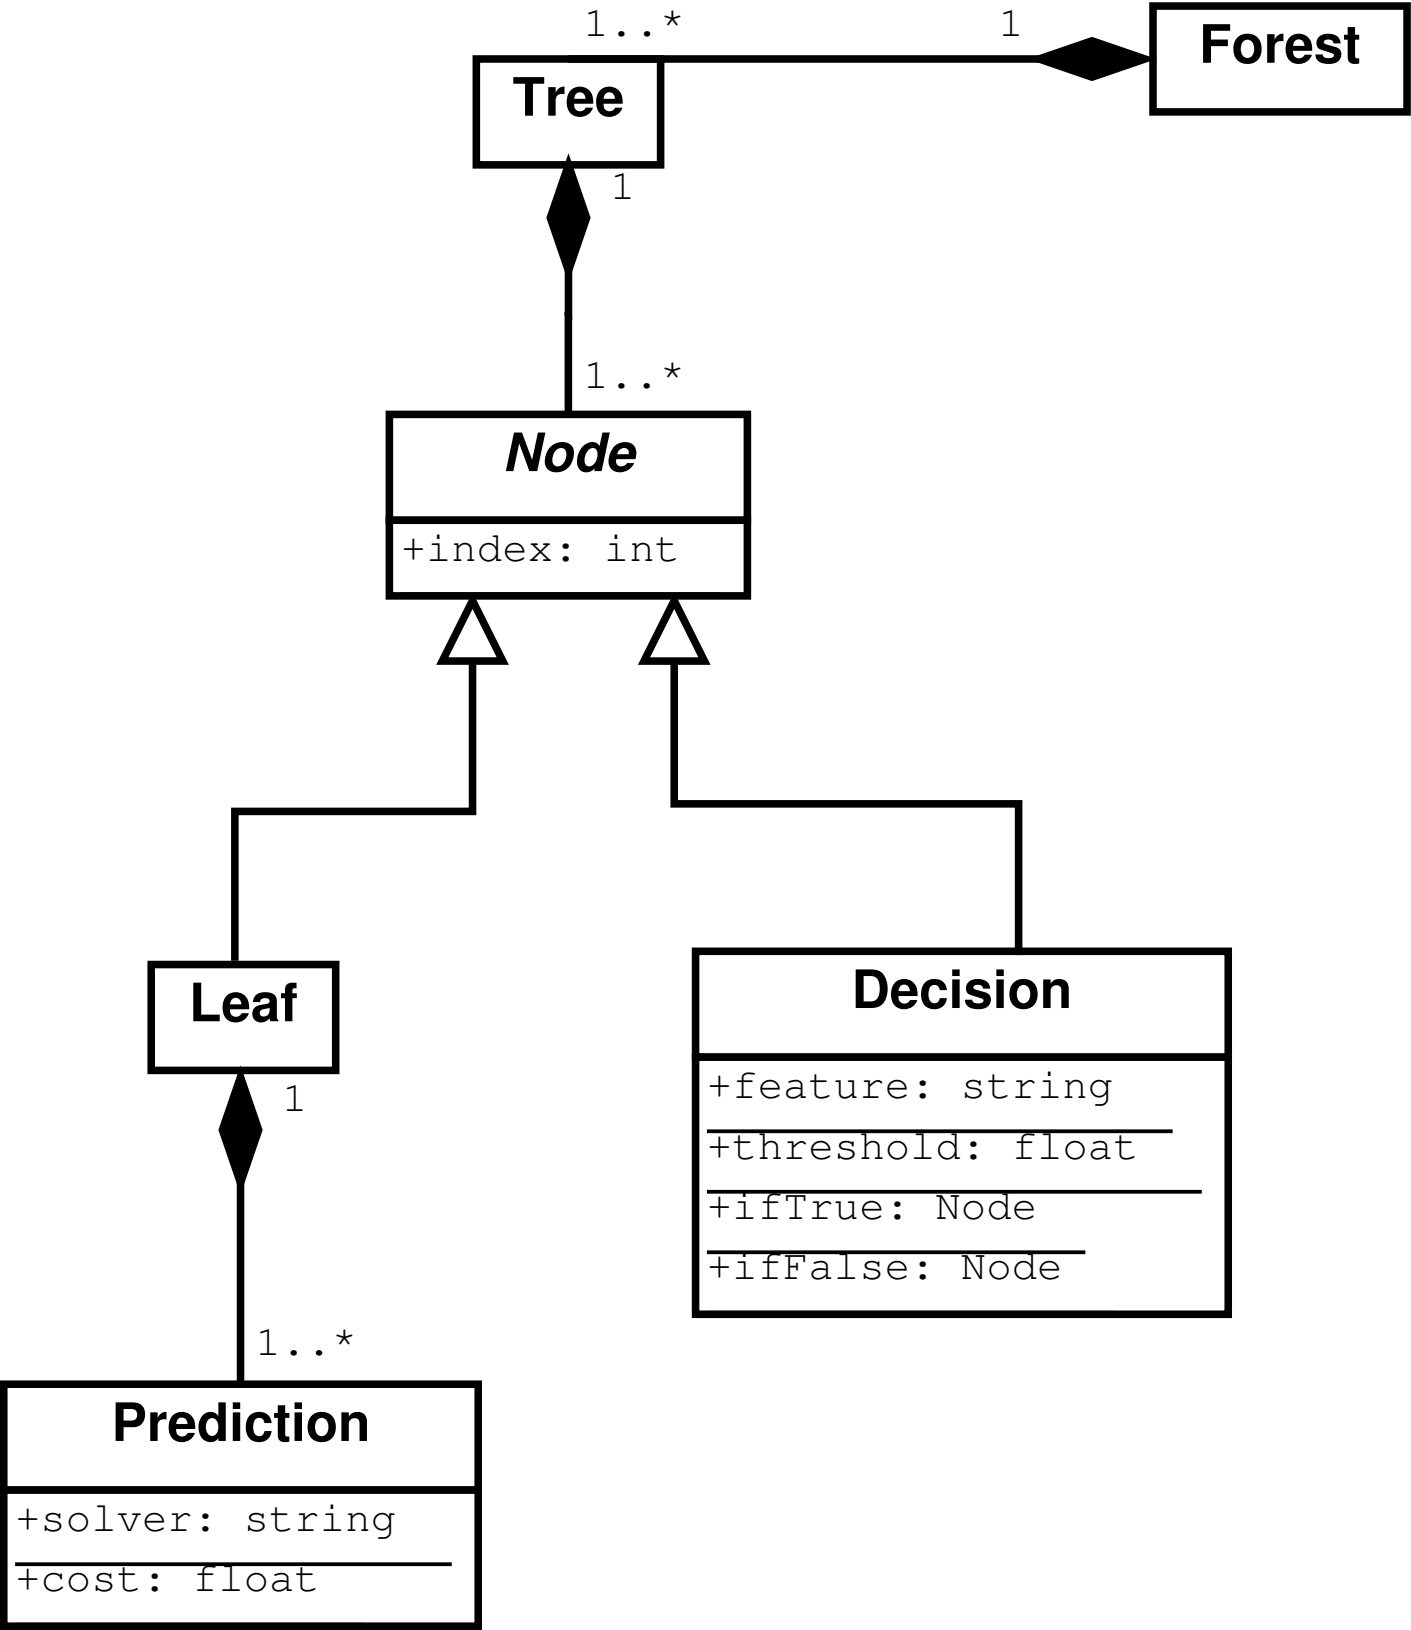 1..*
1
Forest
Tree
1
1..*
Node
+index: int
Leaf
1
Decision
+feature: string
+threshold: float
+ifTrue: Node
+ifFalse: Node
1..*
Prediction
+solver: string
+cost: float